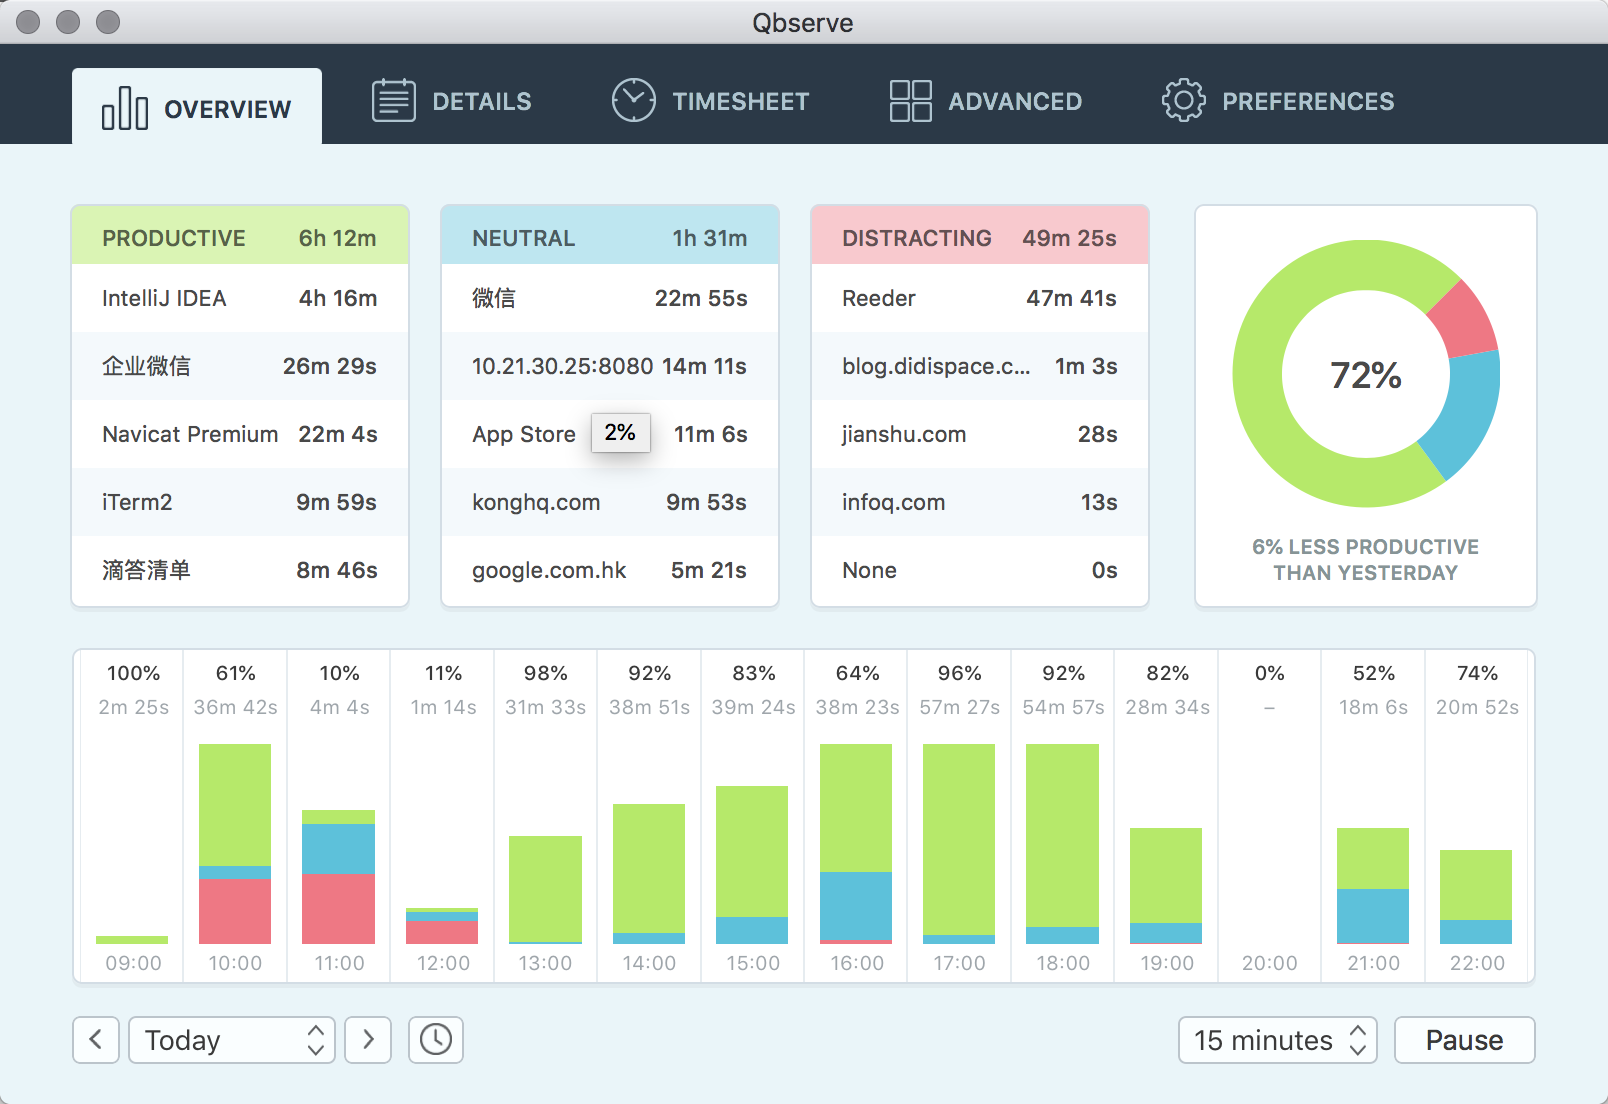 Qbserve
OVERVIEW DETAILS TIMESHEET ADVANCED PREFERENCES
PRODUCTIVE 6h 12m
IntelliJ IDEA 4h 16m
企业微信 26m 29s
Navicat Premium 22m 4s
iTerm2 9m 59s
滴答清单 8m 46s
NEUTRAL 1h 31m
微信 22m 55s
10.21.30.25:8080 14m 11s
App Store 2% 11m 6s
konghq.com 9m 53s
google.com.hk 5m 21s
DISTRACTING 49m 25s
Reeder 47m 41s
blog.didispace.c... 1m 3s
jianshu.com 28s
infoq.com 13s
None 0s
72%
6% LESS PRODUCTIVE
THAN YESTERDAY
100% 61% 10% 11% 98% 92% 83% 64% 96% 92% 82% 0% 52% 74%
2m 25s 36m 42s 4m 4s 1m 14s 31m 33s 38m 51s 39m 24s 38m 23s 57m 27s 54m 57s 28m 34s – 18m 6s 20m 52s
09:00 10:00 11:00 12:00 13:00 14:00 15:00 16:00 17:00 18:00 19:00 20:00 21:00 22:00
Today 15 minutes Pause